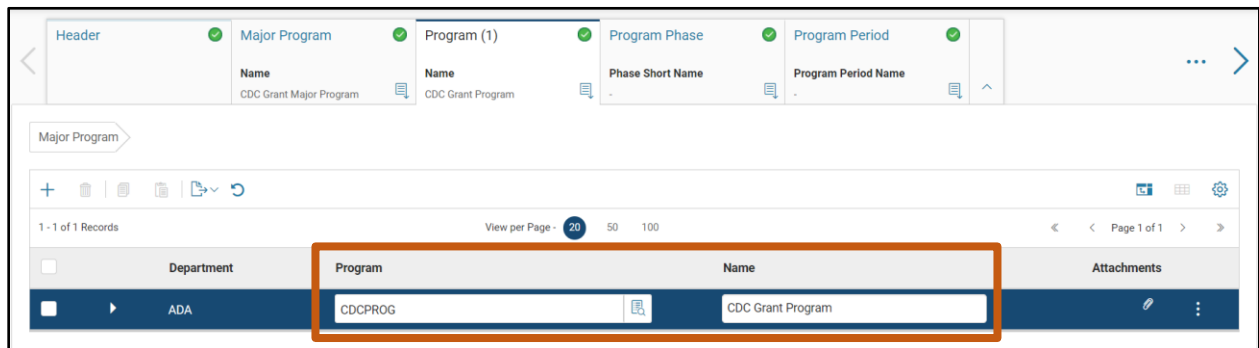 Header
Major Program
Name
CDC Grant Major Program
Program (1)
Name
CDC Grant Program
Program Phase
Phase Short Name
-
Program Period
Program Period Name
-
Major Program
1 - 1 of 1 Records
View per Page - 20 50 100
Page 1 of 1
Department Program Name Attachments
ADA CDCPROG CDC Grant Program